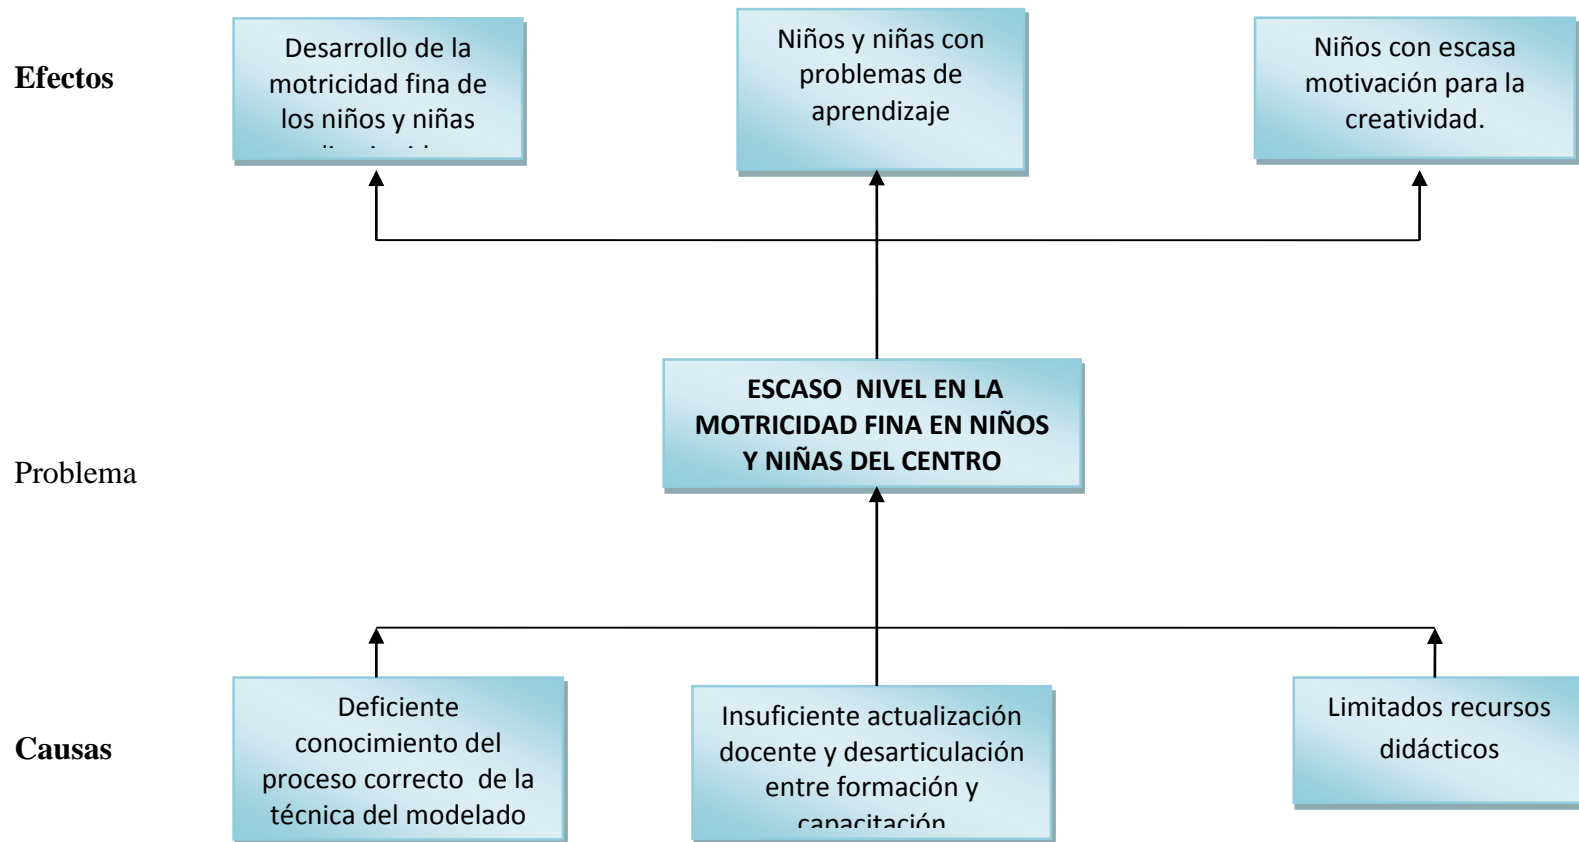 Efectos
Desarrollo de la
motricidad fina de
los niños y niñas
Niños y niñas con
problemas de
aprendizaje
Niños con escasa
motivación para la
creatividad.
Problema
ESCASO  NIVEL EN LA
MOTRICIDAD FINA EN NIÑOS
Y NIÑAS DEL CENTRO
Causas
Deficiente
conocimiento del
proceso correcto  de la
técnica del modelado
Insuficiente actualización
docente y desarticulación
entre formación y
capacitación
Limitados recursos
didácticos